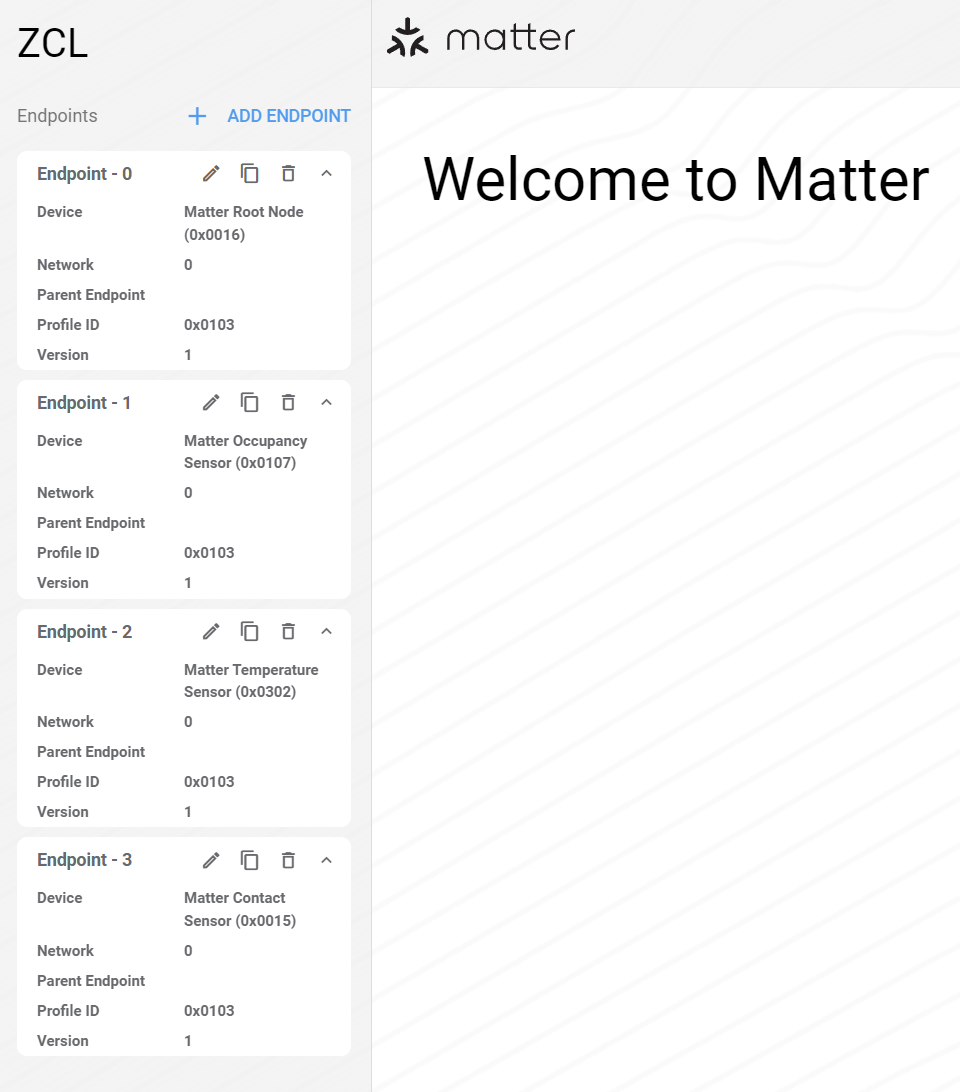 ZCL
Endpoints
ADD ENDPOINT
Endpoint - 0
Device Matter Root Node
(0x0016)
Network 0
Parent Endpoint
Profile ID 0x0103
Version 1
Endpoint - 1
Device Matter Occupancy
Sensor (0x0107)
Network 0
Parent Endpoint
Profile ID 0x0103
Version 1
Endpoint - 2
Device Matter Temperature
Sensor (0x0302)
Network 0
Parent Endpoint
Profile ID 0x0103
Version 1
Endpoint - 3
Device Matter Contact
Sensor (0x0015)
Network 0
Parent Endpoint
Profile ID 0x0103
Version 1
matter
Welcome to Matter